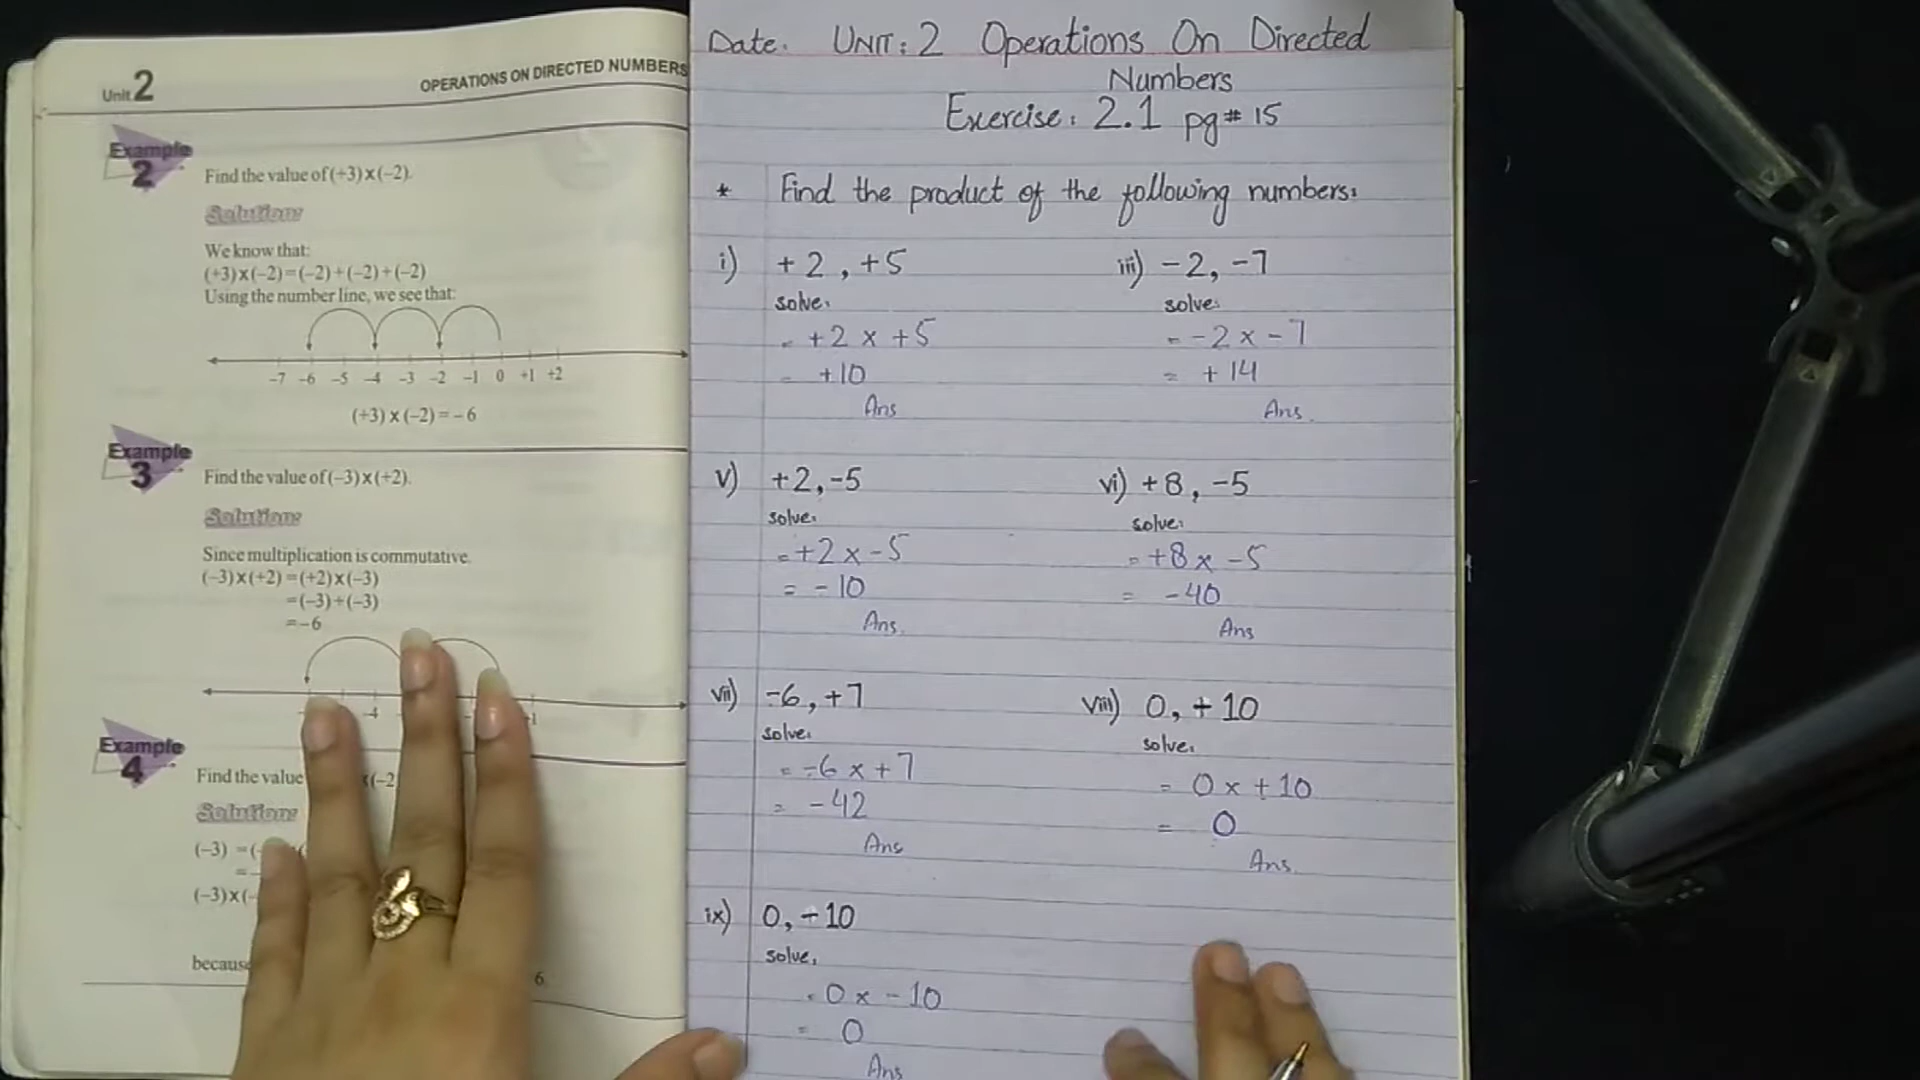 Unit 2
OPERATIONS ON DIRECTED NUMBERS
Example 2
Find the value of (+3)x(–2).
Solution:
We know that:
(+3)x(–2)=(–2)+(–2)+(–2)
Using the number line, we see that:
–7 –6 –5 –4 –3 –2 –1 0 +1 +2
(+3) x (–2) = – 6
Example 3
Find the value of (–3)x(+2).
Solution:
Since multiplication is commutative.
(–3)x(+2) =(+2)x(–3)
=(–3)+(–3)
=–6
–4
Example 4
Find the value
x(–2
Solution:
(–3) =(–
=
(–3)x(–
6.
Date. UNIT: 2 Operations On Directed
Numbers
Exercise: 2.1 pg# 15
* Find the product of the following numbers:
i) +2 , +5
solve:
= +2 x +5
= +10
Ans
iii) -2, -7
solve:
= -2 x -7
= +14
Ans.
v) +2, -5
solve:
= +2 x -5
= -10
Ans.
vi) +8, -5
solve:
= +8 x -5
= -40
Ans
vii) -6, +7
solve:
= -6 x +7
= -42
Ans
viii) 0, +10
solve:
= 0 x +10
= 0
Ans.
ix) 0, -10
solve:
= 0 x -10
= 0
Ans